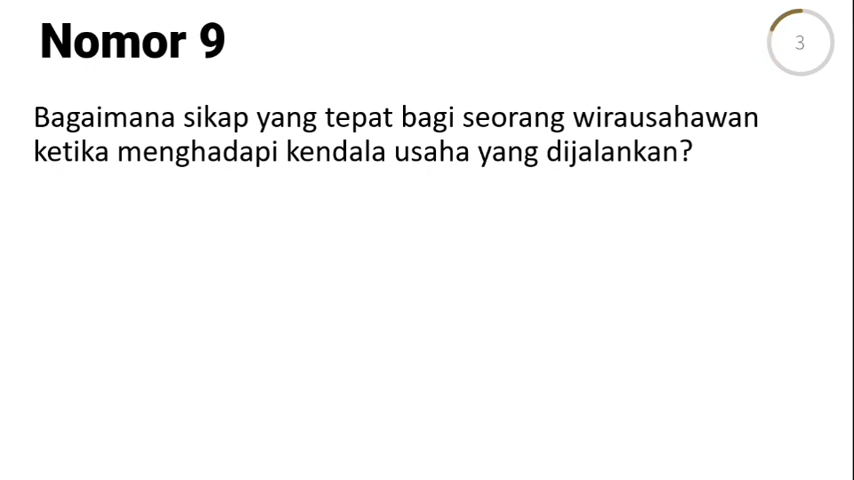 Nomor 9
3
Bagaimana sikap yang tepat bagi seorang wirausahawan
ketika menghadapi kendala usaha yang dijalankan?